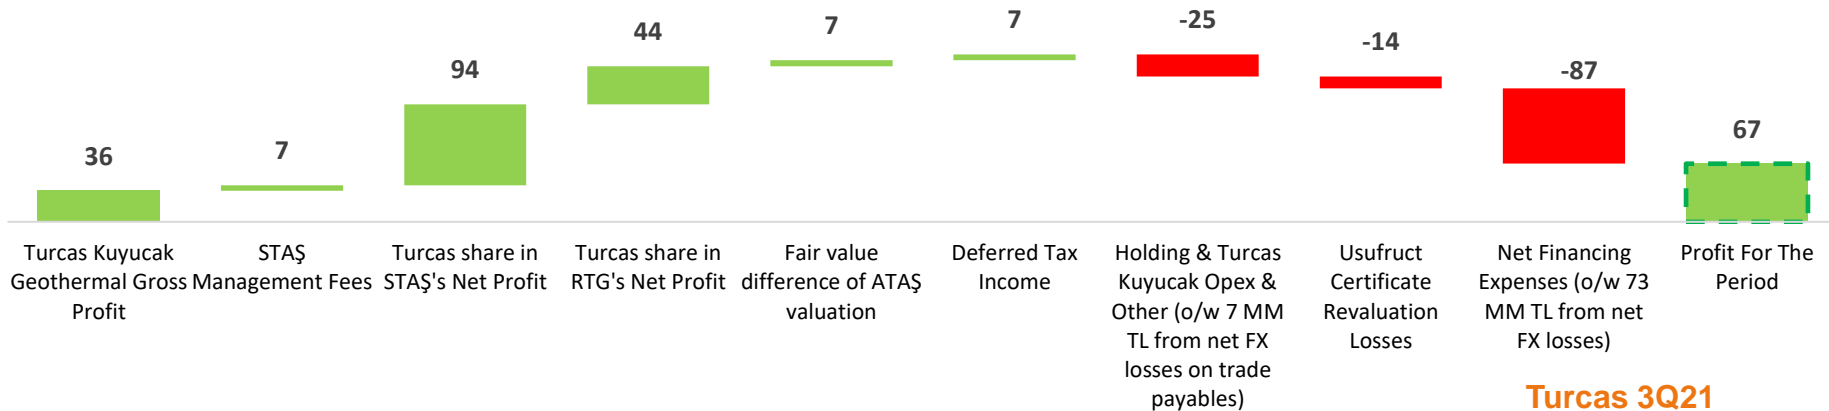 36
7
94
44
7
7
-25
-14
-87
67
Turcas Kuyucak
Geothermal Gross
Profit
STAŞ
Management Fees
Turcas share in
STAŞ's Net Profit
Turcas share in
RTG's Net Profit
Fair value
difference of ATAŞ
valuation
Deferred Tax
Income
Holding & Turcas
Kuyucak Opex &
Other (o/w 7 MM
TL from net FX
losses on trade
payables)
Usufruct
Certificate
Revaluation
Losses
Net Financing
Expenses (o/w 73
MM TL from net
FX losses)
Profit For The
Period
Turcas 3Q21